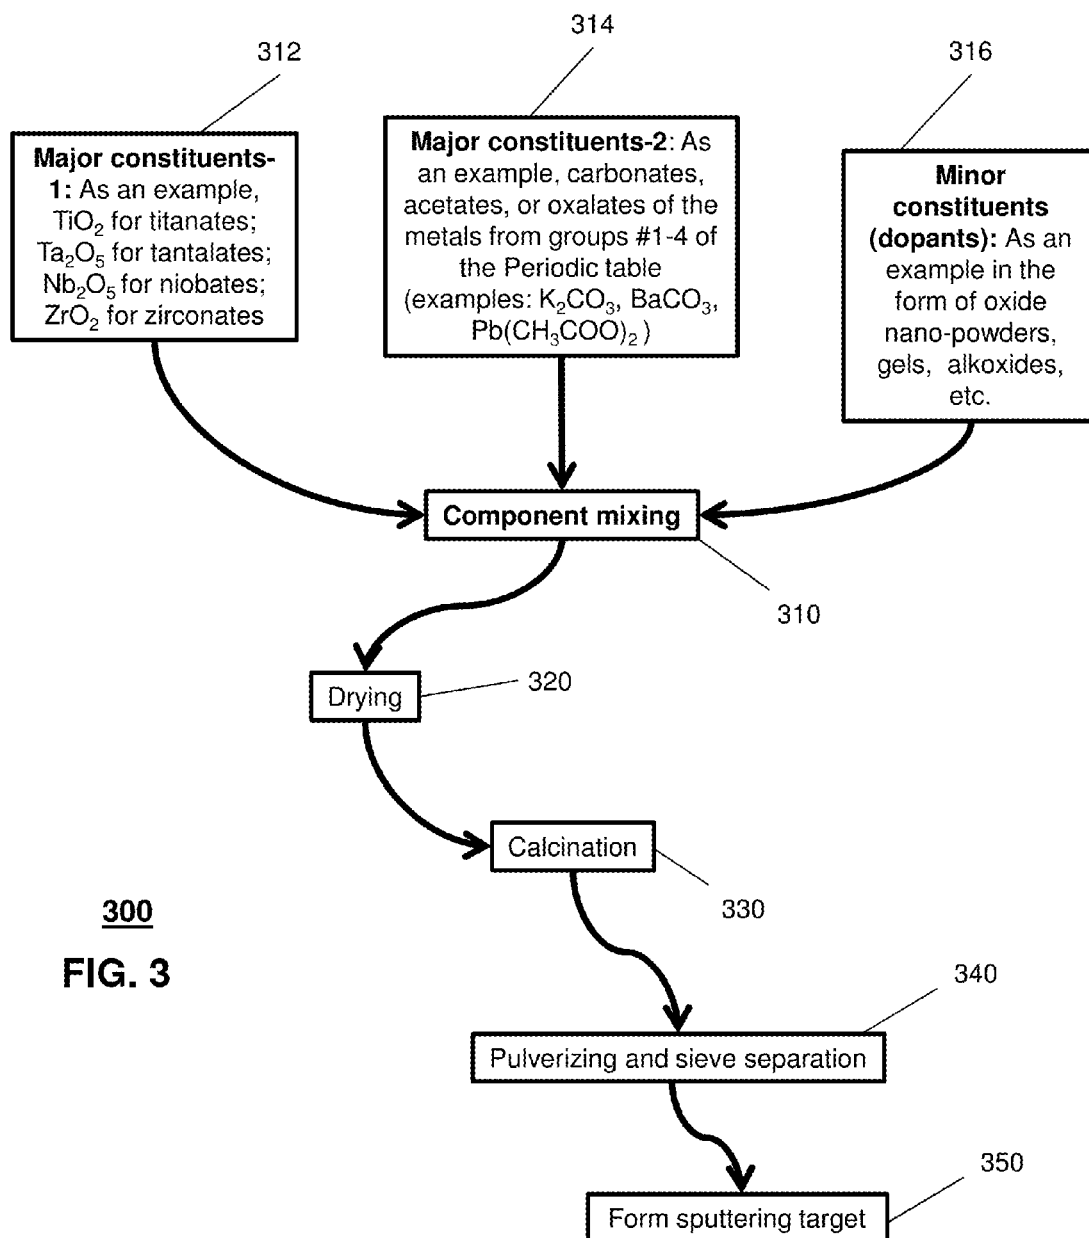 314
312
316
Major constituents-
1: As an example,
TiO₂ for titanates;
Ta₂O₅ for tantalates;
Nb₂O₅ for niobates;
ZrO₂ for zirconates
Major constituents-2: As
an example, carbonates,
acetates, or oxalates of the
metals from groups #1-4 of
the Periodic table
(examples: K₂CO₃, BaCO₃,
Pb(CH₃COO)₂ )
Minor
constituents
(dopants): As an
example in the
form of oxide
nano-powders,
gels, alkoxides,
etc.
Component mixing
310
Drying
320
Calcination
330
300
FIG. 3
340
Pulverizing and sieve separation
350
Form sputtering target